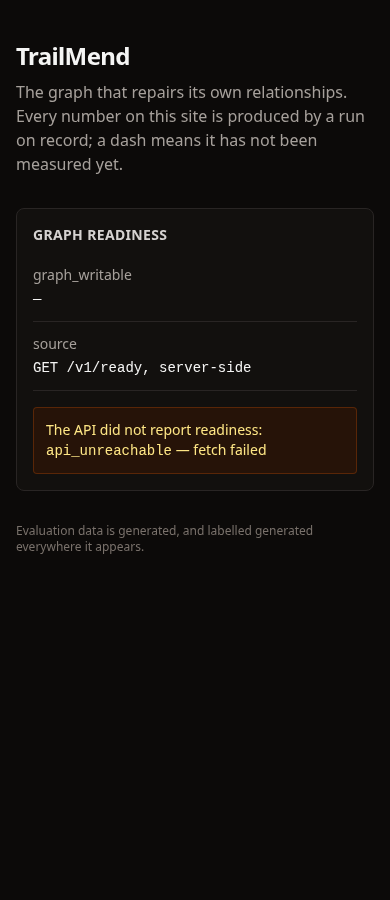 TrailMend
The graph that repairs its own relationships.
Every number on this site is produced by a run
on record; a dash means it has not been
measured yet.
GRAPH READINESS
graph_writable
—
source
GET /v1/ready, server-side
The API did not report readiness:
api_unreachable — fetch failed
Evaluation data is generated, and labelled generated
everywhere it appears.